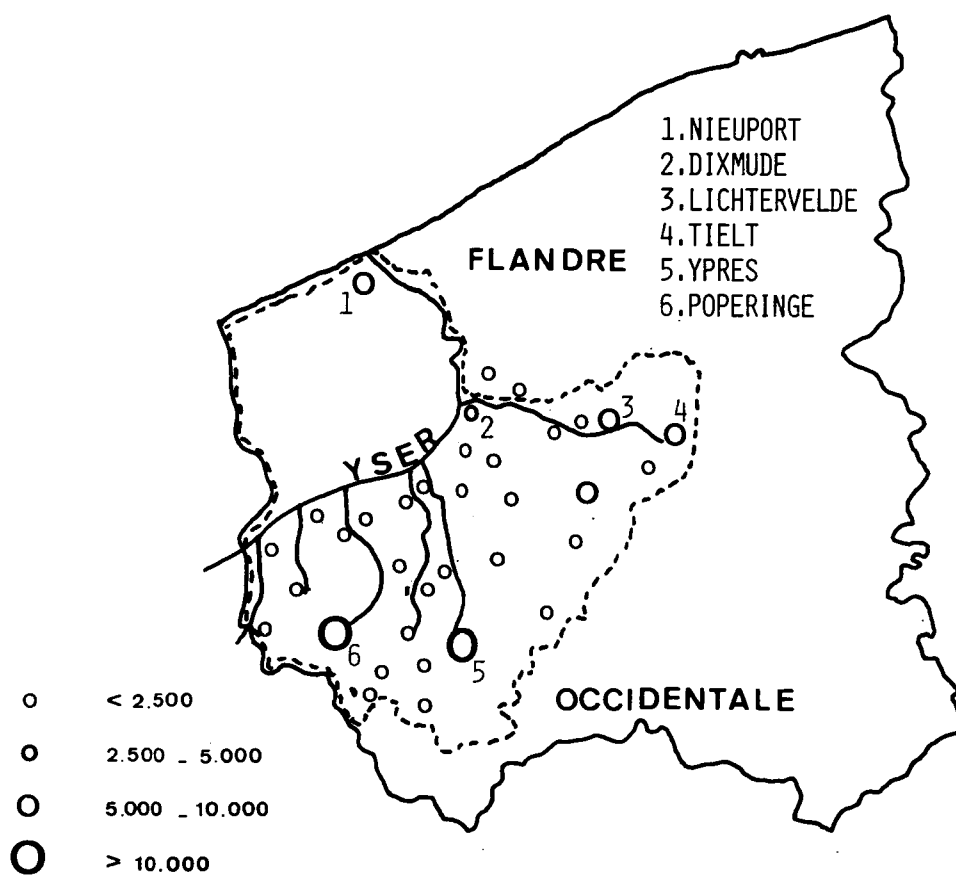 1.NIEUPORT
2.DIXMUDE
3.LICHTERVELDE
4.TIELT
5.YPRES
6.POPERINGE
FLANDRE
1
2
3
4
YSER
6
5
OCCIDENTALE
< 2.500
2.500 _ 5.000
5.000 _ 10.000
> 10.000